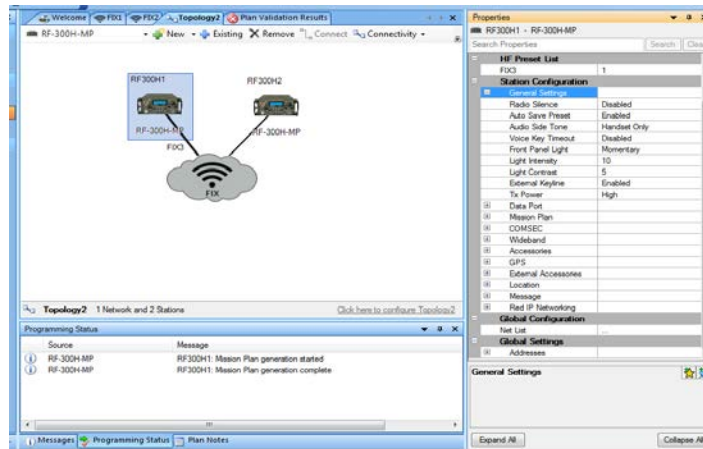 Welcome FIX1 FIX2 Topology2 Plan Validation Results
RF-300H-MP New Existing Remove Connect Connectivity
RF300H1 RF300H2
RF-300H-MP RF-300H-MP
FIX3
FIX
Topology2 1 Network and 2 Stations Click here to configure Topology2
Programming Status
Source Message
RF-300H-MP RF300H1: Mission Plan generation started
RF-300H-MP RF300H1: Mission Plan generation complete
Messages Programming Status Plan Notes
Properties
RF300H1 - RF-300H-MP
Search Properties Search Clea
HF Preset List
FIX3 1
Station Configuration
General Settings
Radio Silence Disabled
Auto Save Preset Enabled
Audio Side Tone Handset Only
Voice Key Timeout Disabled
Front Panel Light Momentary
Light Intensity 10
Light Contrast 5
External Keyline Enabled
Tx Power High
Data Port
Mission Plan
COMSEC
Wideband
Accessories
GPS
External Accessories
Location
Message
Red IP Networking
Global Configuration
Net List ...
Global Settings
Addresses
General Settings
Expand All Collapse Al